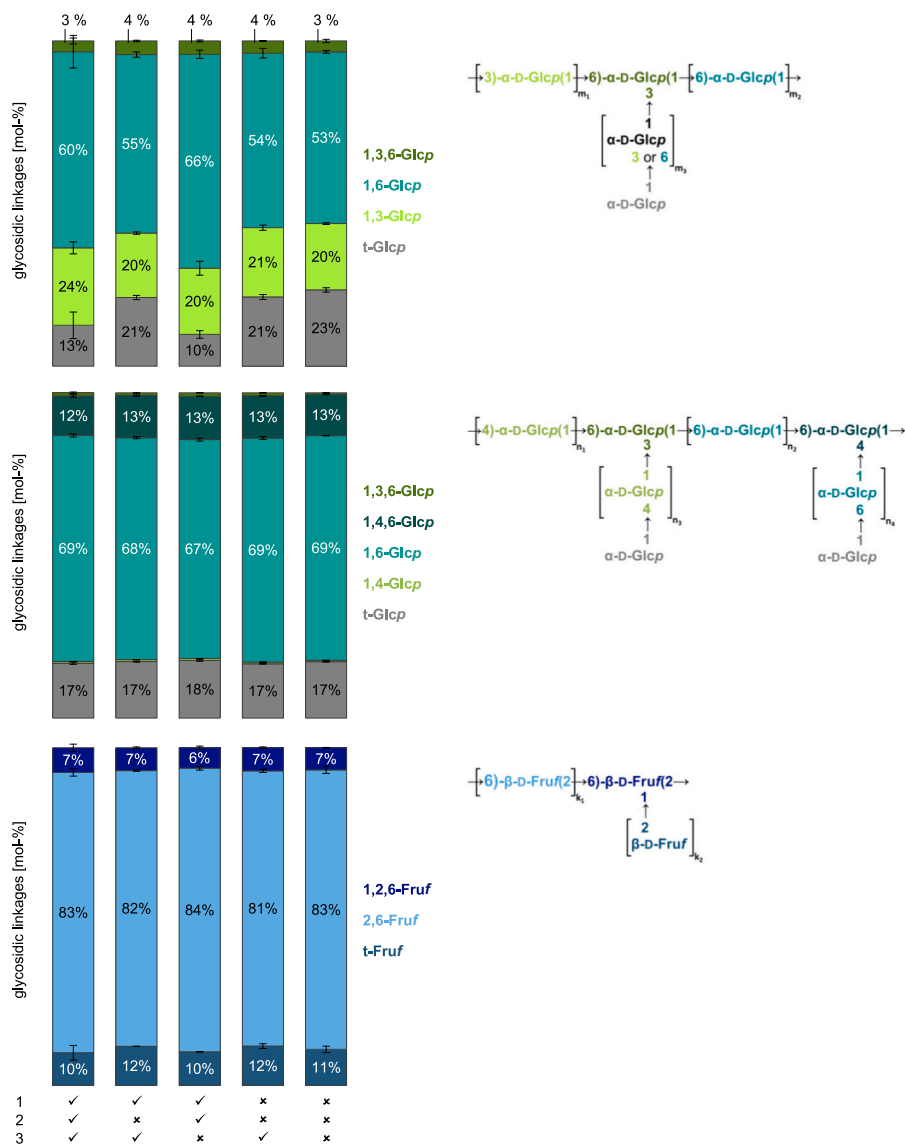 3 % 4 % 4 % 4 % 3 %
glycosidic linkages [mol-%]
60% 55% 66% 54% 53%
24% 20% 20% 21% 20%
13% 21% 10% 21% 23%
1,3,6-Glcp
1,6-Glcp
1,3-Glcp
t-Glcp
→[3)-α-D-Glcp(1]m1→6)-α-D-Glcp(1→[6)-α-D-Glcp(1]m2→
3
↑
1
[α-D-Glcp]m3
3 or 6
↑
1
α-D-Glcp
glycosidic linkages [mol-%]
12% 13% 13% 13% 13%
69% 68% 67% 69% 69%
17% 17% 18% 17% 17%
1,3,6-Glcp
1,4,6-Glcp
1,6-Glcp
1,4-Glcp
t-Glcp
→[4)-α-D-Glcp(1]n1→6)-α-D-Glcp(1→[6)-α-D-Glcp(1]n2→6)-α-D-Glcp(1→
3 4
↑ ↑
1 1
[α-D-Glcp]n3 [α-D-Glcp]n4
4 6
↑ ↑
1 1
α-D-Glcp α-D-Glcp
glycosidic linkages [mol-%]
7% 7% 6% 7% 7%
83% 82% 84% 81% 83%
10% 12% 10% 12% 11%
1,2,6-Fruf
2,6-Fruf
t-Fruf
→[6)-β-D-Fruf(2]k1→6)-β-D-Fruf(2→
1
↑
2
[β-D-Fruf]k2
1 ✓ ✓ ✓ × ×
2 ✓ × ✓ × ×
3 ✓ ✓ × ✓ ×